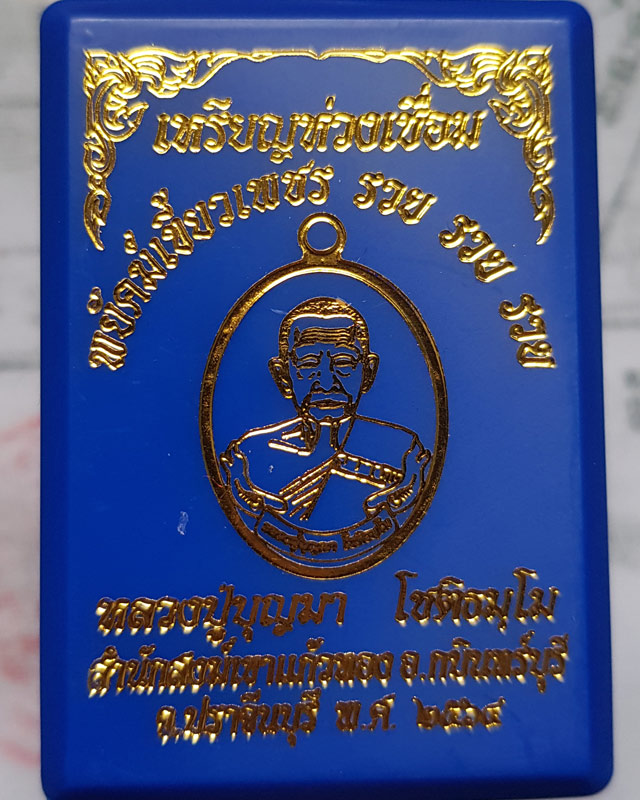 เหรียญห่วงเชื่อม
พยัคฆ์เขี้ยวเพชร รวย รวย รวย
หลวงปู่บุญมา โชติธมฺโม
สำนักสงฆ์เขาแก้วทอง อ.กบินทร์บุรี
จ.ปราจีนบุรี พ.ศ. ๒๕๖๔